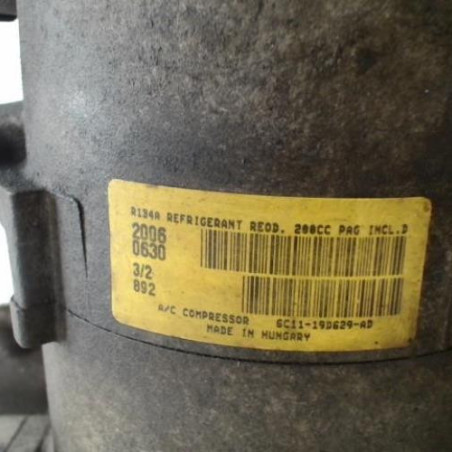 R134A REFRIGERANT REQD. 200CC PAG INCL.D
2006
0630
3/2
892
A/C COMPRESSOR 6C11-19D629-AD
MADE IN HUNGARY